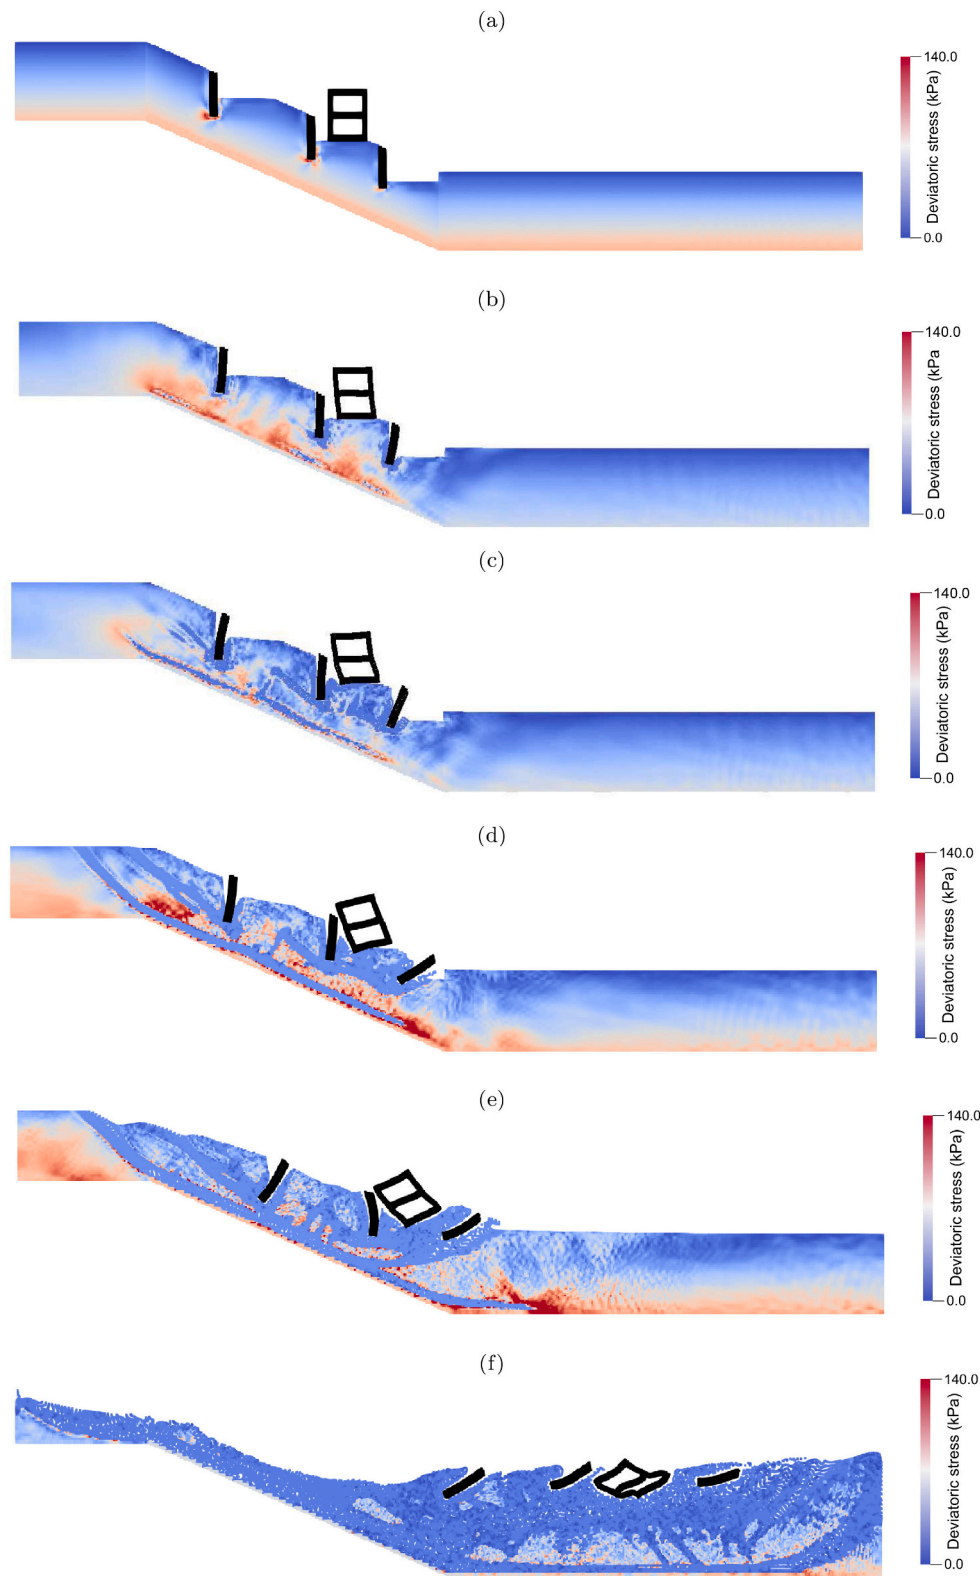 (a)
140.0
Deviatoric stress (kPa)
0.0
(b)
140.0
Deviatoric stress (kPa
0.0
(c)
140.0
Deviatoric stress (kPa)
0.0
(d)
140.0
Deviatoric stress (kPa)
0.0
(e)
140.0
Deviatoric stress (kPa)
0.0
(f)
140.0
Deviatoric stress (kPa)
0.0